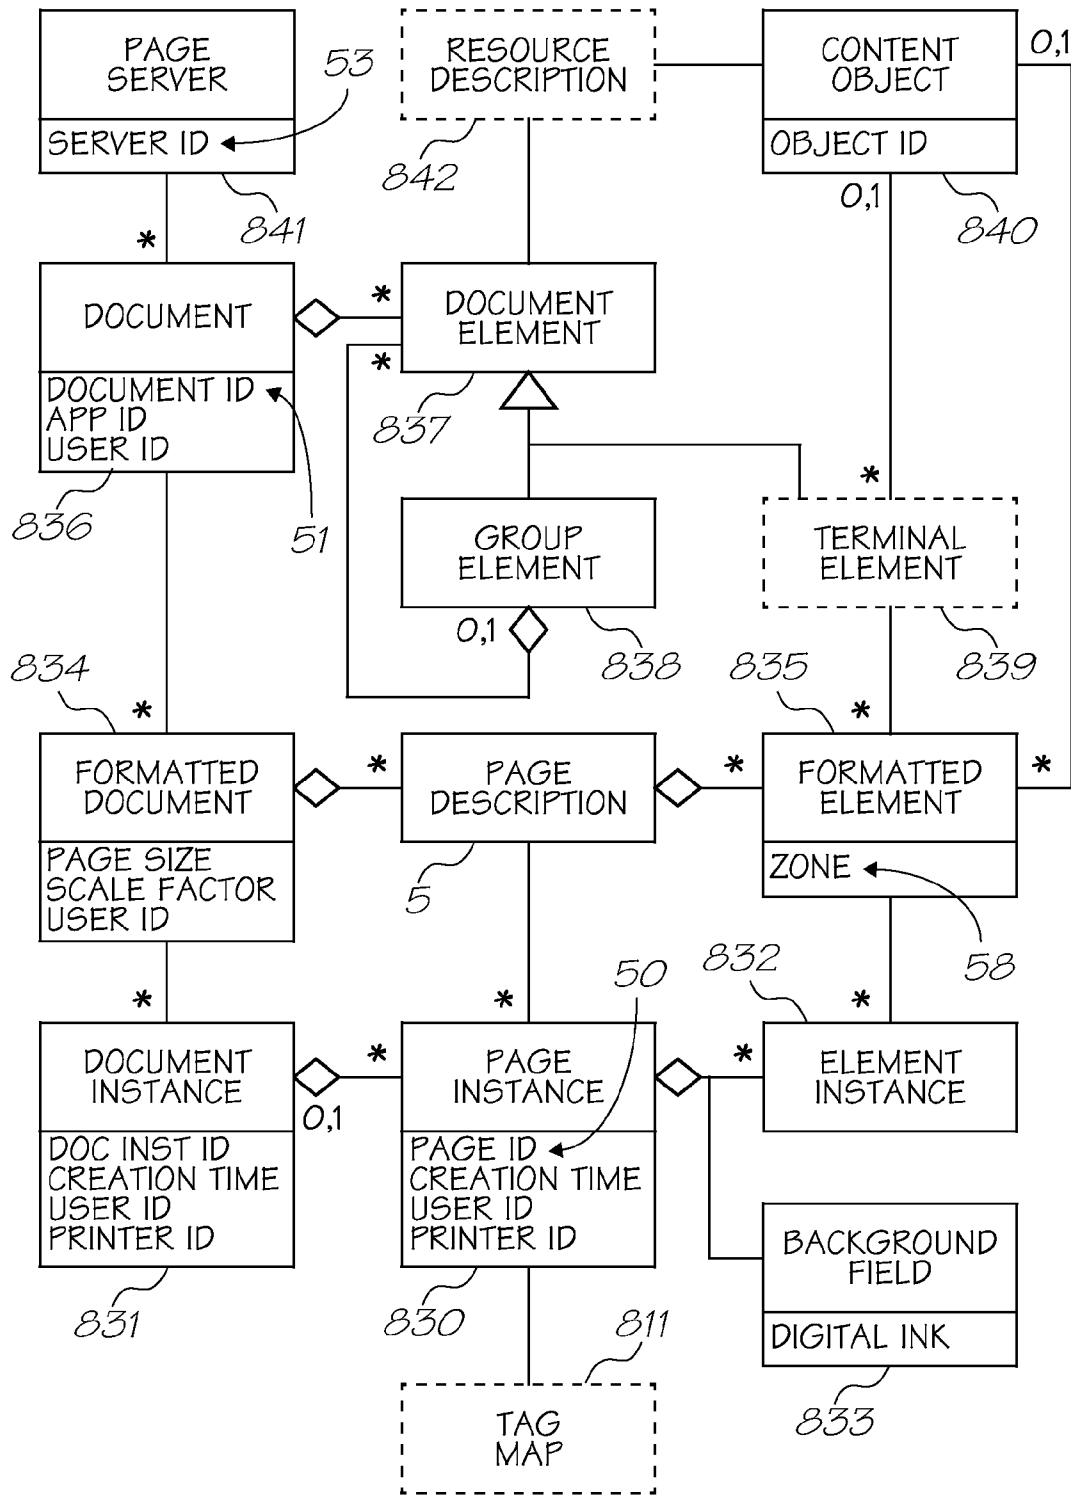 PAGE
SERVER
SERVER ID
53
841
RESOURCE
DESCRIPTION
842
CONTENT
OBJECT
OBJECT ID
0,1
0,1
840
*
DOCUMENT
DOCUMENT ID
APP ID
USER ID
836
51
*
*
DOCUMENT
ELEMENT
837
GROUP
ELEMENT
0,1
838
*
TERMINAL
ELEMENT
839
834
*
FORMATTED
DOCUMENT
PAGE SIZE
SCALE FACTOR
USER ID
*
PAGE
DESCRIPTION
5
*
835
*
*
FORMATTED
ELEMENT
ZONE
58
*
DOCUMENT
INSTANCE
0,1
DOC INST ID
CREATION TIME
USER ID
PRINTER ID
831
*
*
50
PAGE
INSTANCE
PAGE ID
CREATION TIME
USER ID
PRINTER ID
830
832
*
*
ELEMENT
INSTANCE
BACKGROUND
FIELD
DIGITAL INK
833
811
TAG
MAP